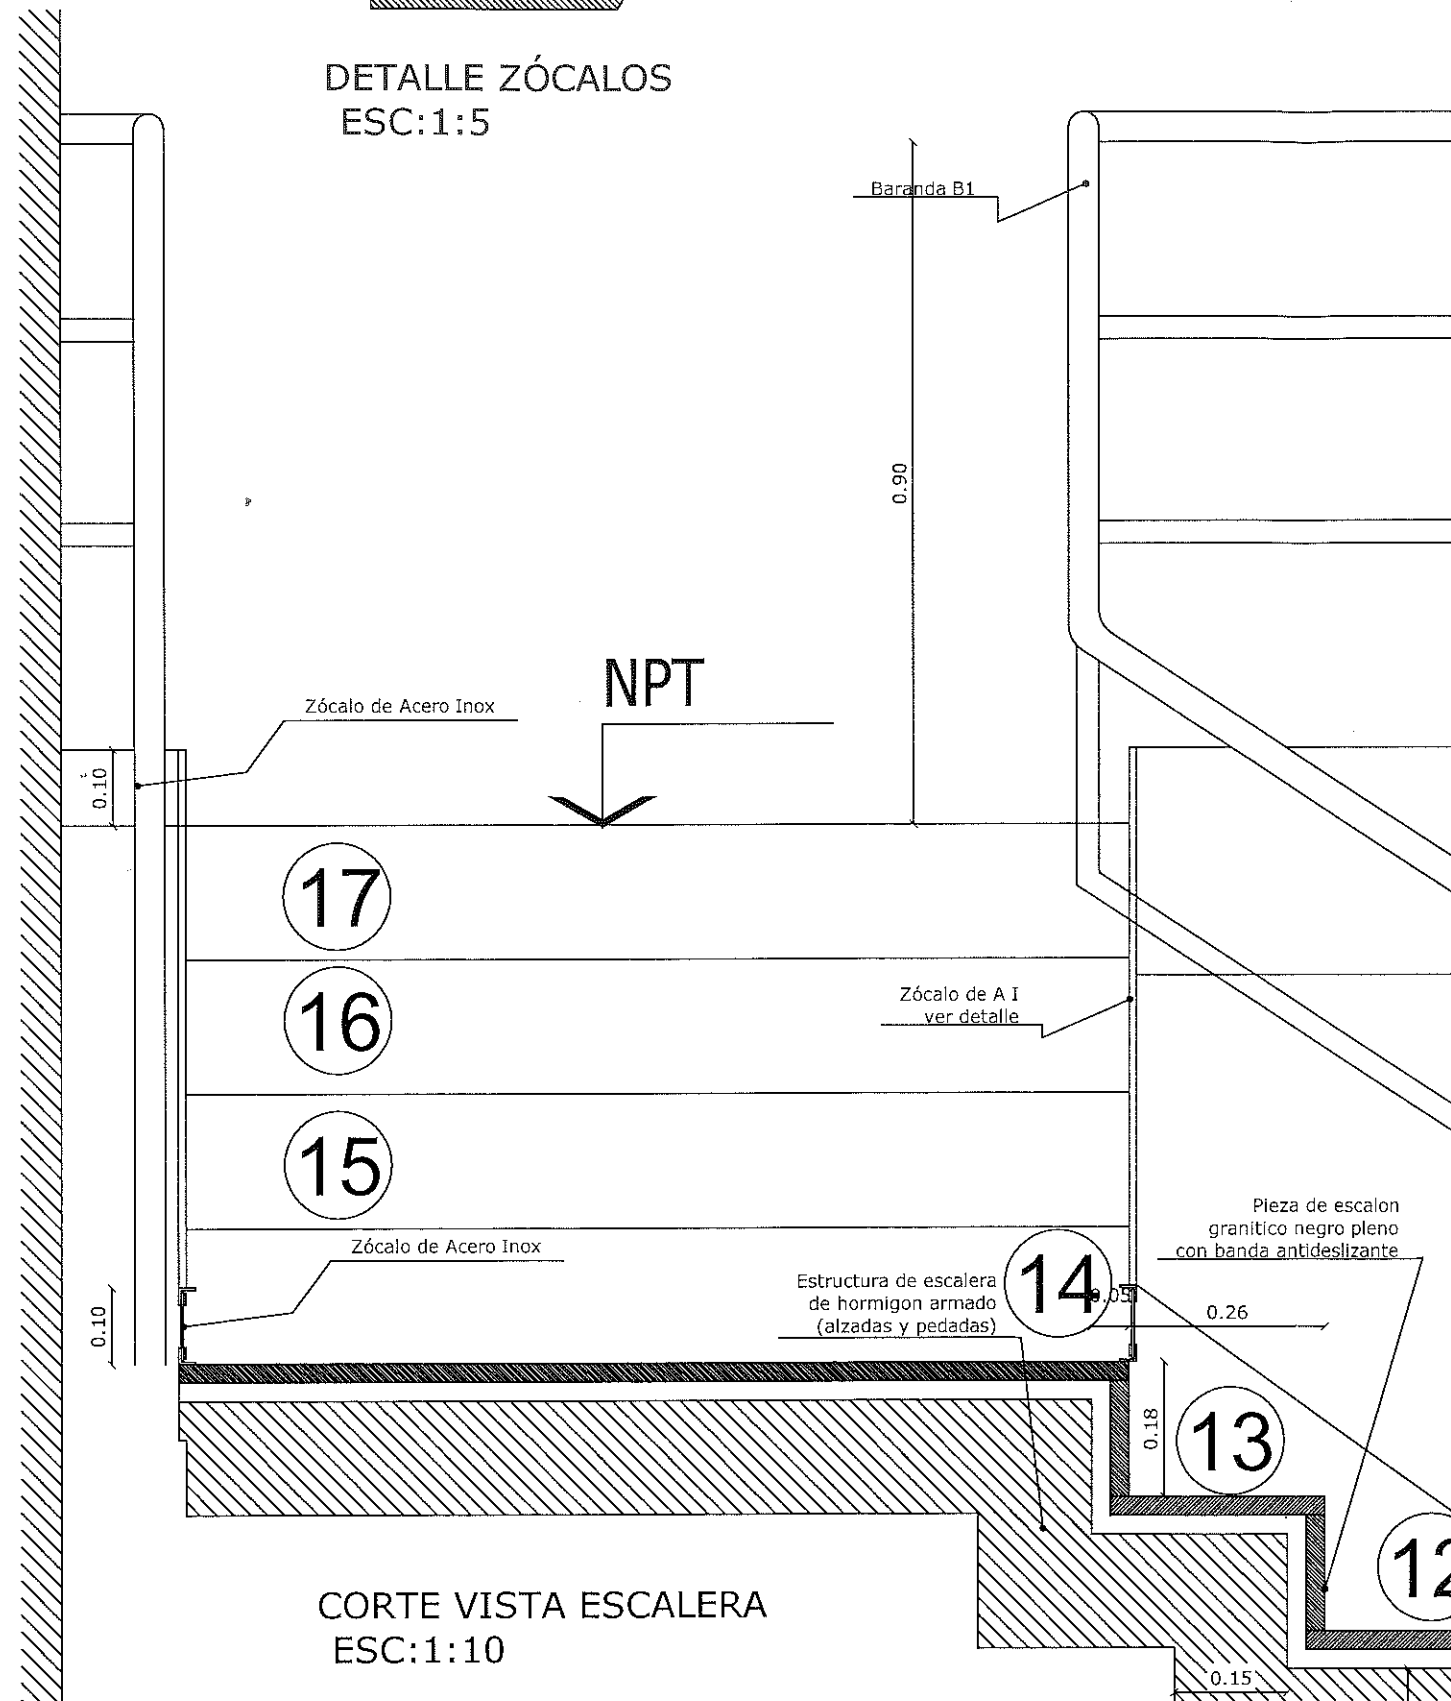 DETALLE ZÓCALOS
ESC:1:5
Baranda B1
0.90
NPT
Zócalo de Acero Inox
0.10
17
16
Zócalo de A I
ver detalle
15
Pieza de escalon
granitico negro pleno
con banda antideslizante
Zócalo de Acero Inox
14
0.05
0.26
Estructura de escalera
de hormigon armado
(alzadas y pedadas)
0.10
0.18
13
12
CORTE VISTA ESCALERA
ESC:1:10
0.15